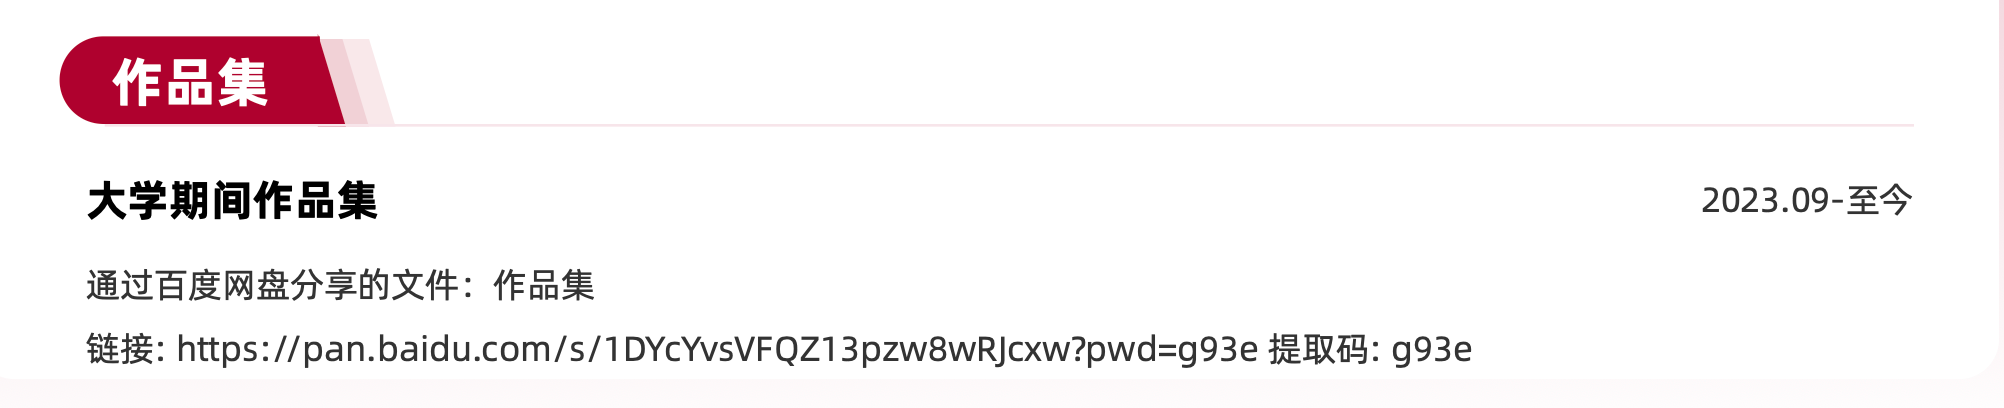 作品集
大学期间作品集 2023.09-至今
通过百度网盘分享的文件：作品集
链接: https://pan.baidu.com/s/1DYcYvsVFQZ13pzw8wRJcxw?pwd=g93e 提取码: g93e